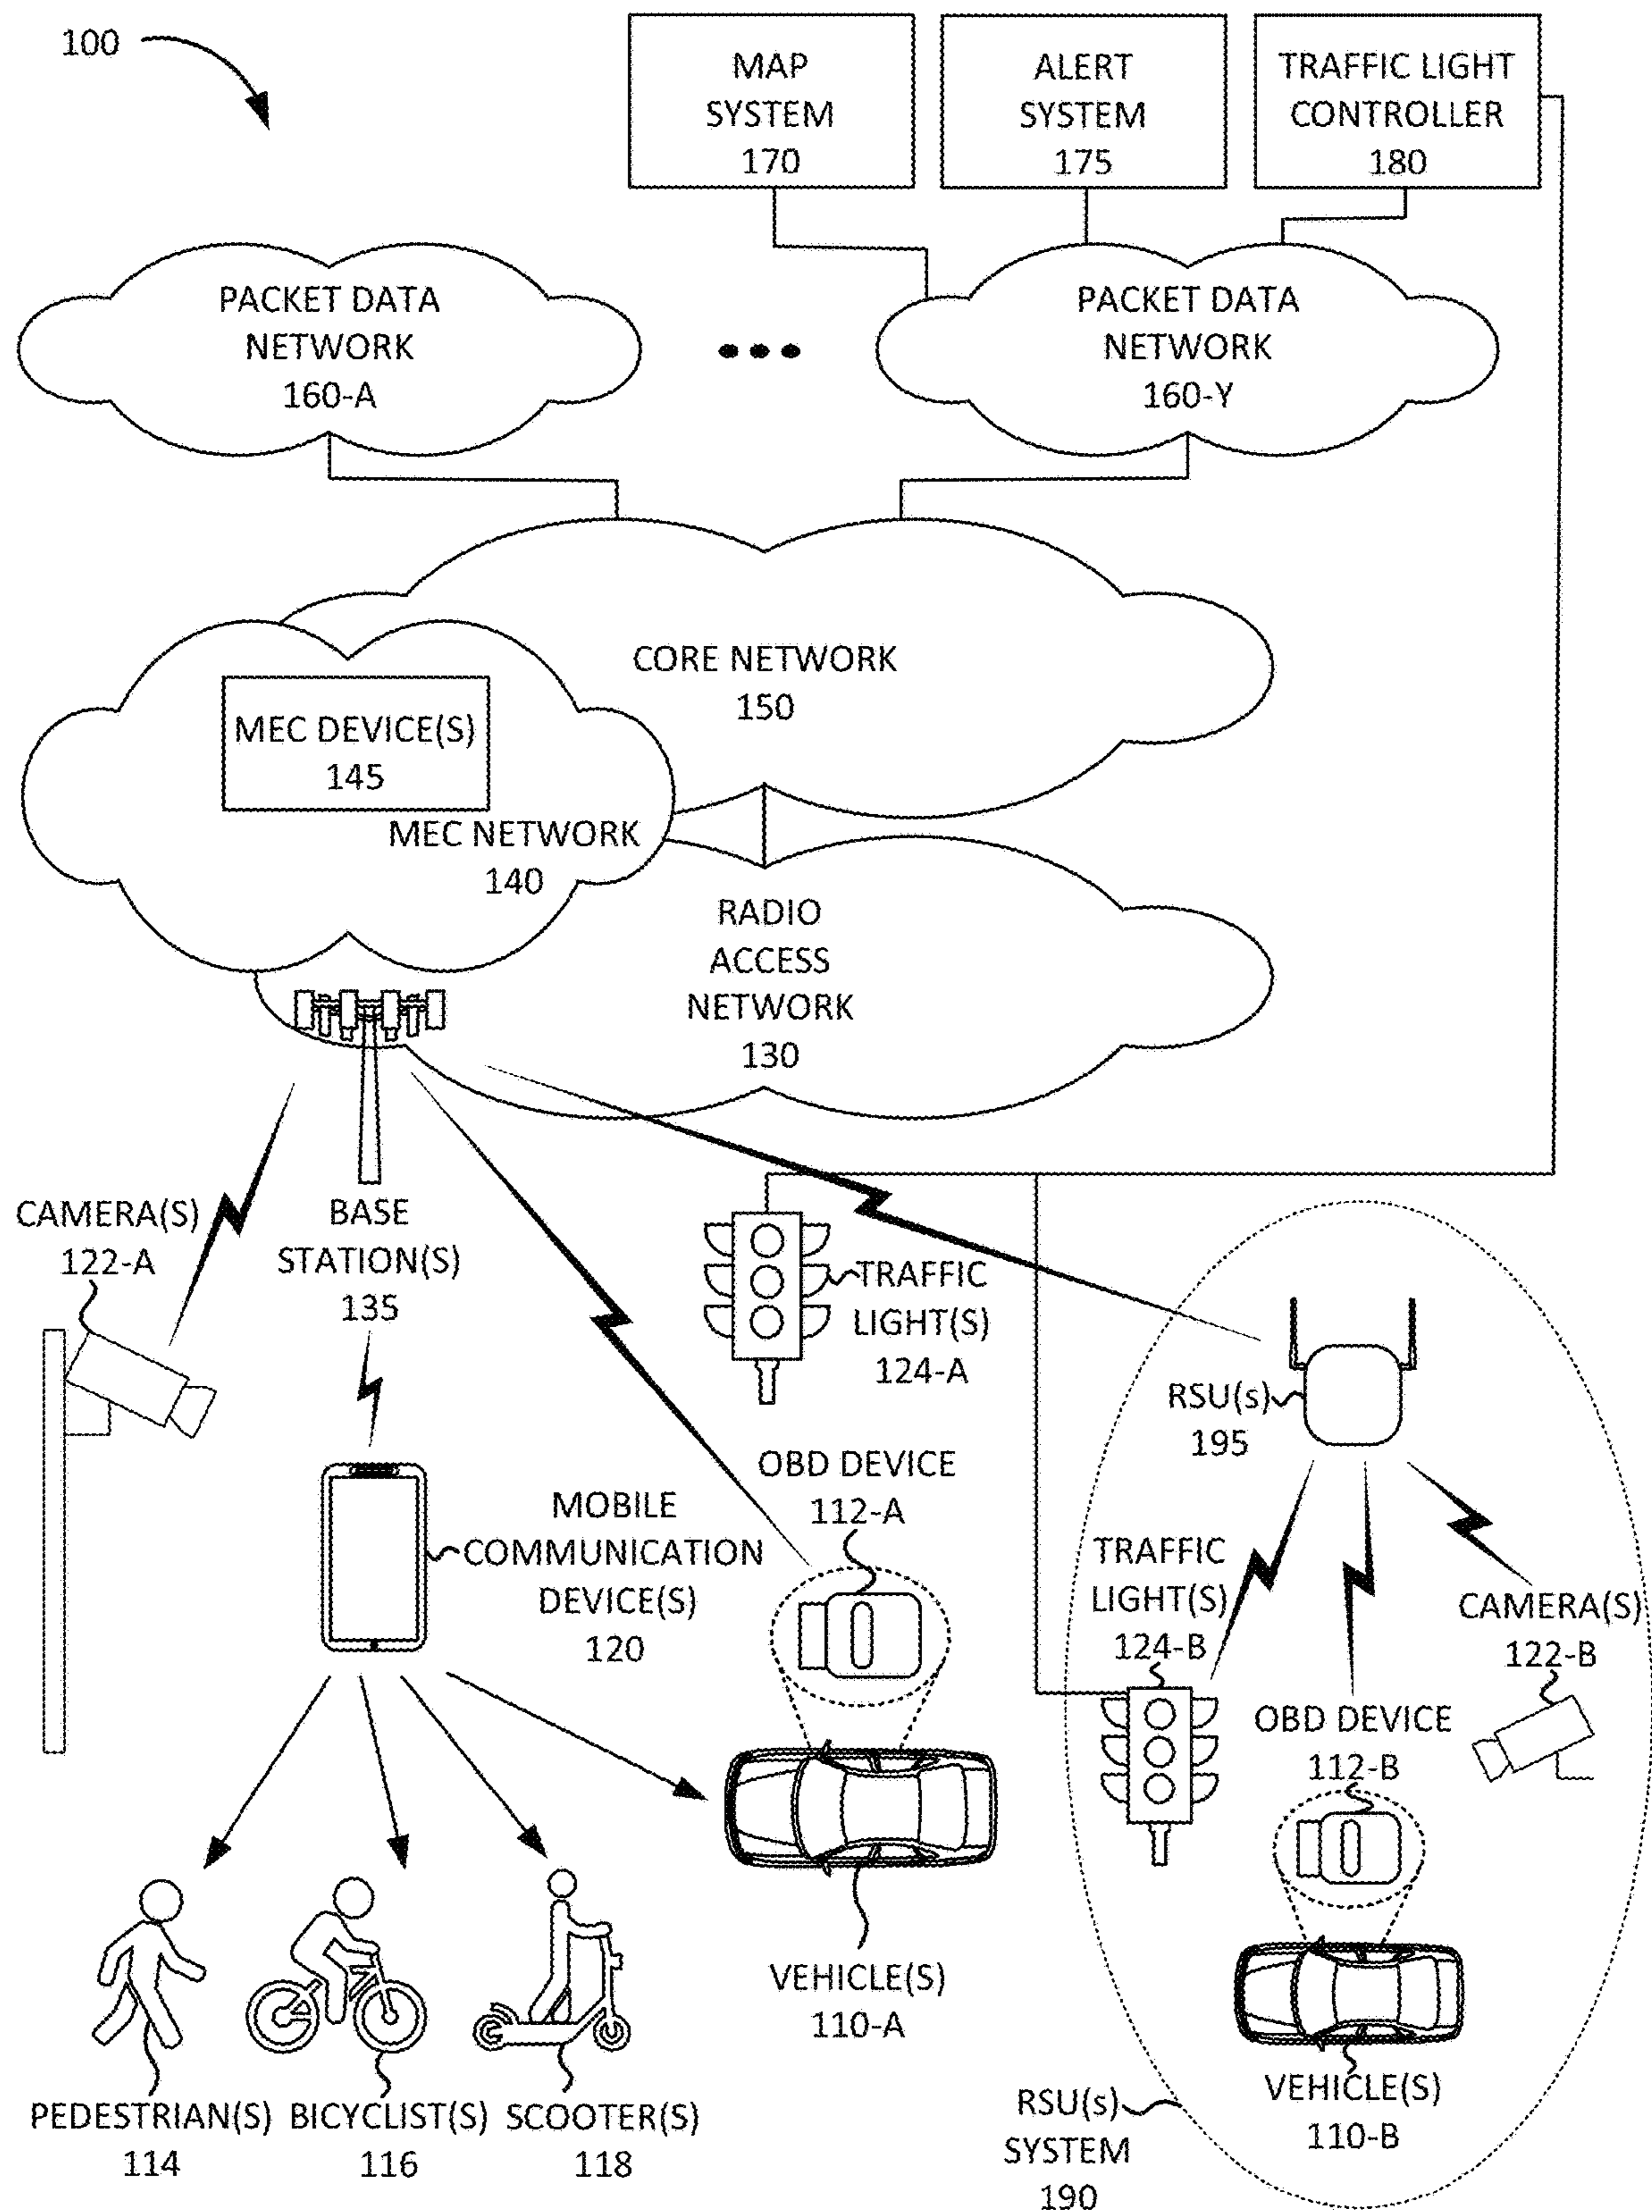 100
MAP
SYSTEM
170
ALERT
SYSTEM
175
TRAFFIC LIGHT
CONTROLLER
180
PACKET DATA
NETWORK
160-A
PACKET DATA
NETWORK
160-Y
CORE NETWORK
150
MEC DEVICE(S)
145
MEC NETWORK
140
RADIO
ACCESS
NETWORK
130
CAMERA(S)
122-A
BASE
STATION(S)
135
TRAFFIC
LIGHT(S)
124-A
RSU(s)
195
OBD DEVICE
112-A
MOBILE
COMMUNICATION
DEVICE(S)
120
TRAFFIC
LIGHT(S)
124-B
CAMERA(S)
122-B
OBD DEVICE
112-B
VEHICLE(S)
110-A
PEDESTRIAN(S)
114
BICYCLIST(S)
116
SCOOTER(S)
118
VEHICLE(S)
110-B
RSU(s)
SYSTEM
190